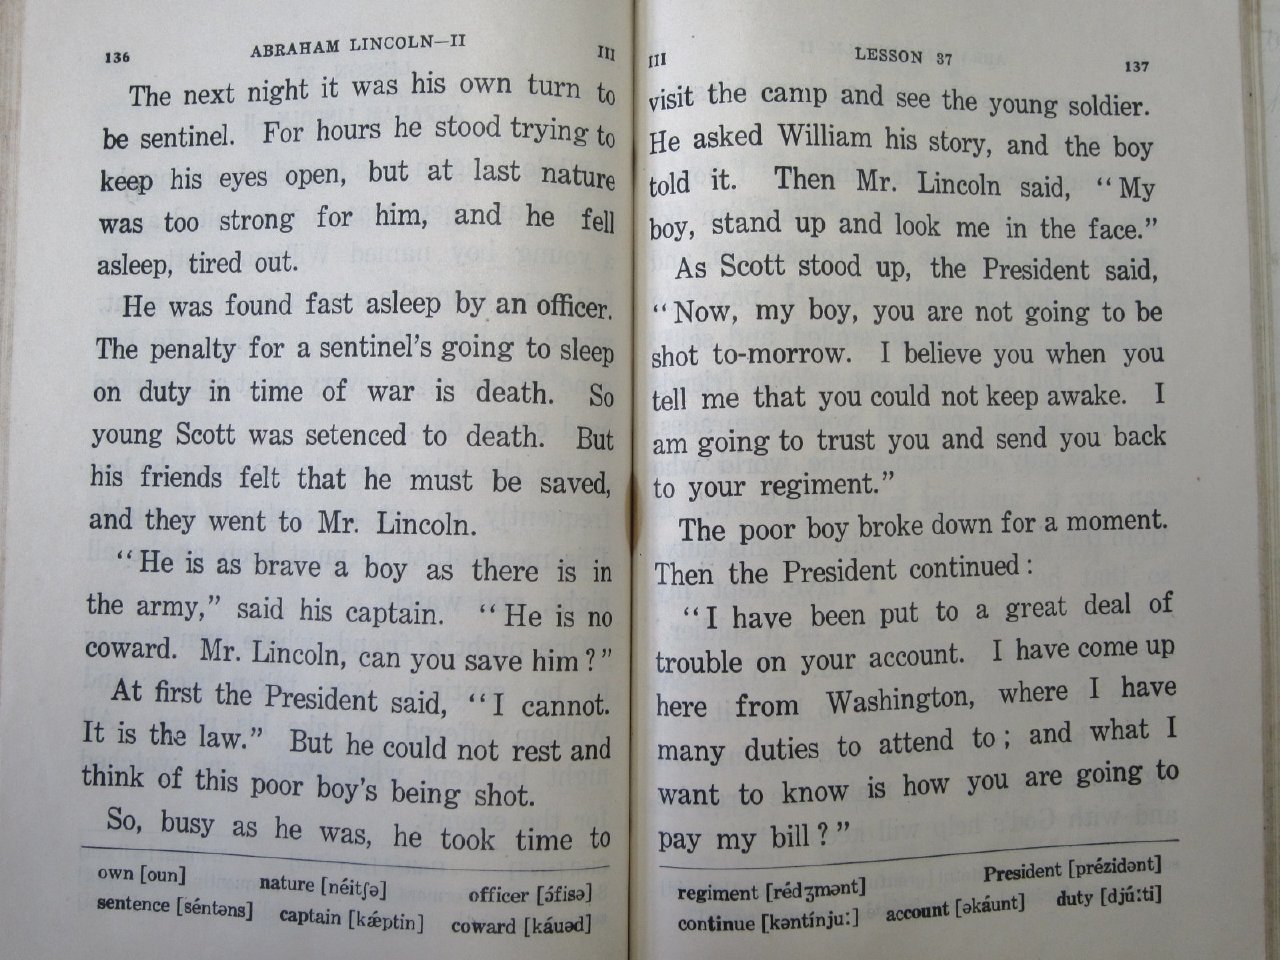 136 ABRAHAM LINCOLN—II III
The next night it was his own turn to
be sentinel. For hours he stood trying to
keep his eyes open, but at last nature
was too strong for him, and he fell
asleep, tired out.
He was found fast asleep by an officer.
The penalty for a sentinel's going to sleep
on duty in time of war is death. So
young Scott was setenced to death. But
his friends felt that he must be saved,
and they went to Mr. Lincoln.
“He is as brave a boy as there is in
the army,” said his captain. “He is no
coward. Mr. Lincoln, can you save him?”
At first the President said, “I cannot.
It is the law.” But he could not rest and
think of this poor boy's being shot.
So, busy as he was, he took time to
own [oun] nature [néitʃə] officer [ɔ́fisə]
sentence [séntəns] captain [kǽptin] coward [káuəd]
III LESSON 37 137
visit the camp and see the young soldier.
He asked William his story, and the boy
told it. Then Mr. Lincoln said, “My
boy, stand up and look me in the face.”
As Scott stood up, the President said,
“Now, my boy, you are not going to be
shot to-morrow. I believe you when you
tell me that you could not keep awake. I
am going to trust you and send you back
to your regiment.”
The poor boy broke down for a moment.
Then the President continued:
“I have been put to a great deal of
trouble on your account. I have come up
here from Washington, where I have
many duties to attend to; and what I
want to know is how you are going to
pay my bill?”
regiment [rédʒmənt] President [prézidənt]
continue [kəntínju:] account [əkáunt] duty [djú:ti]